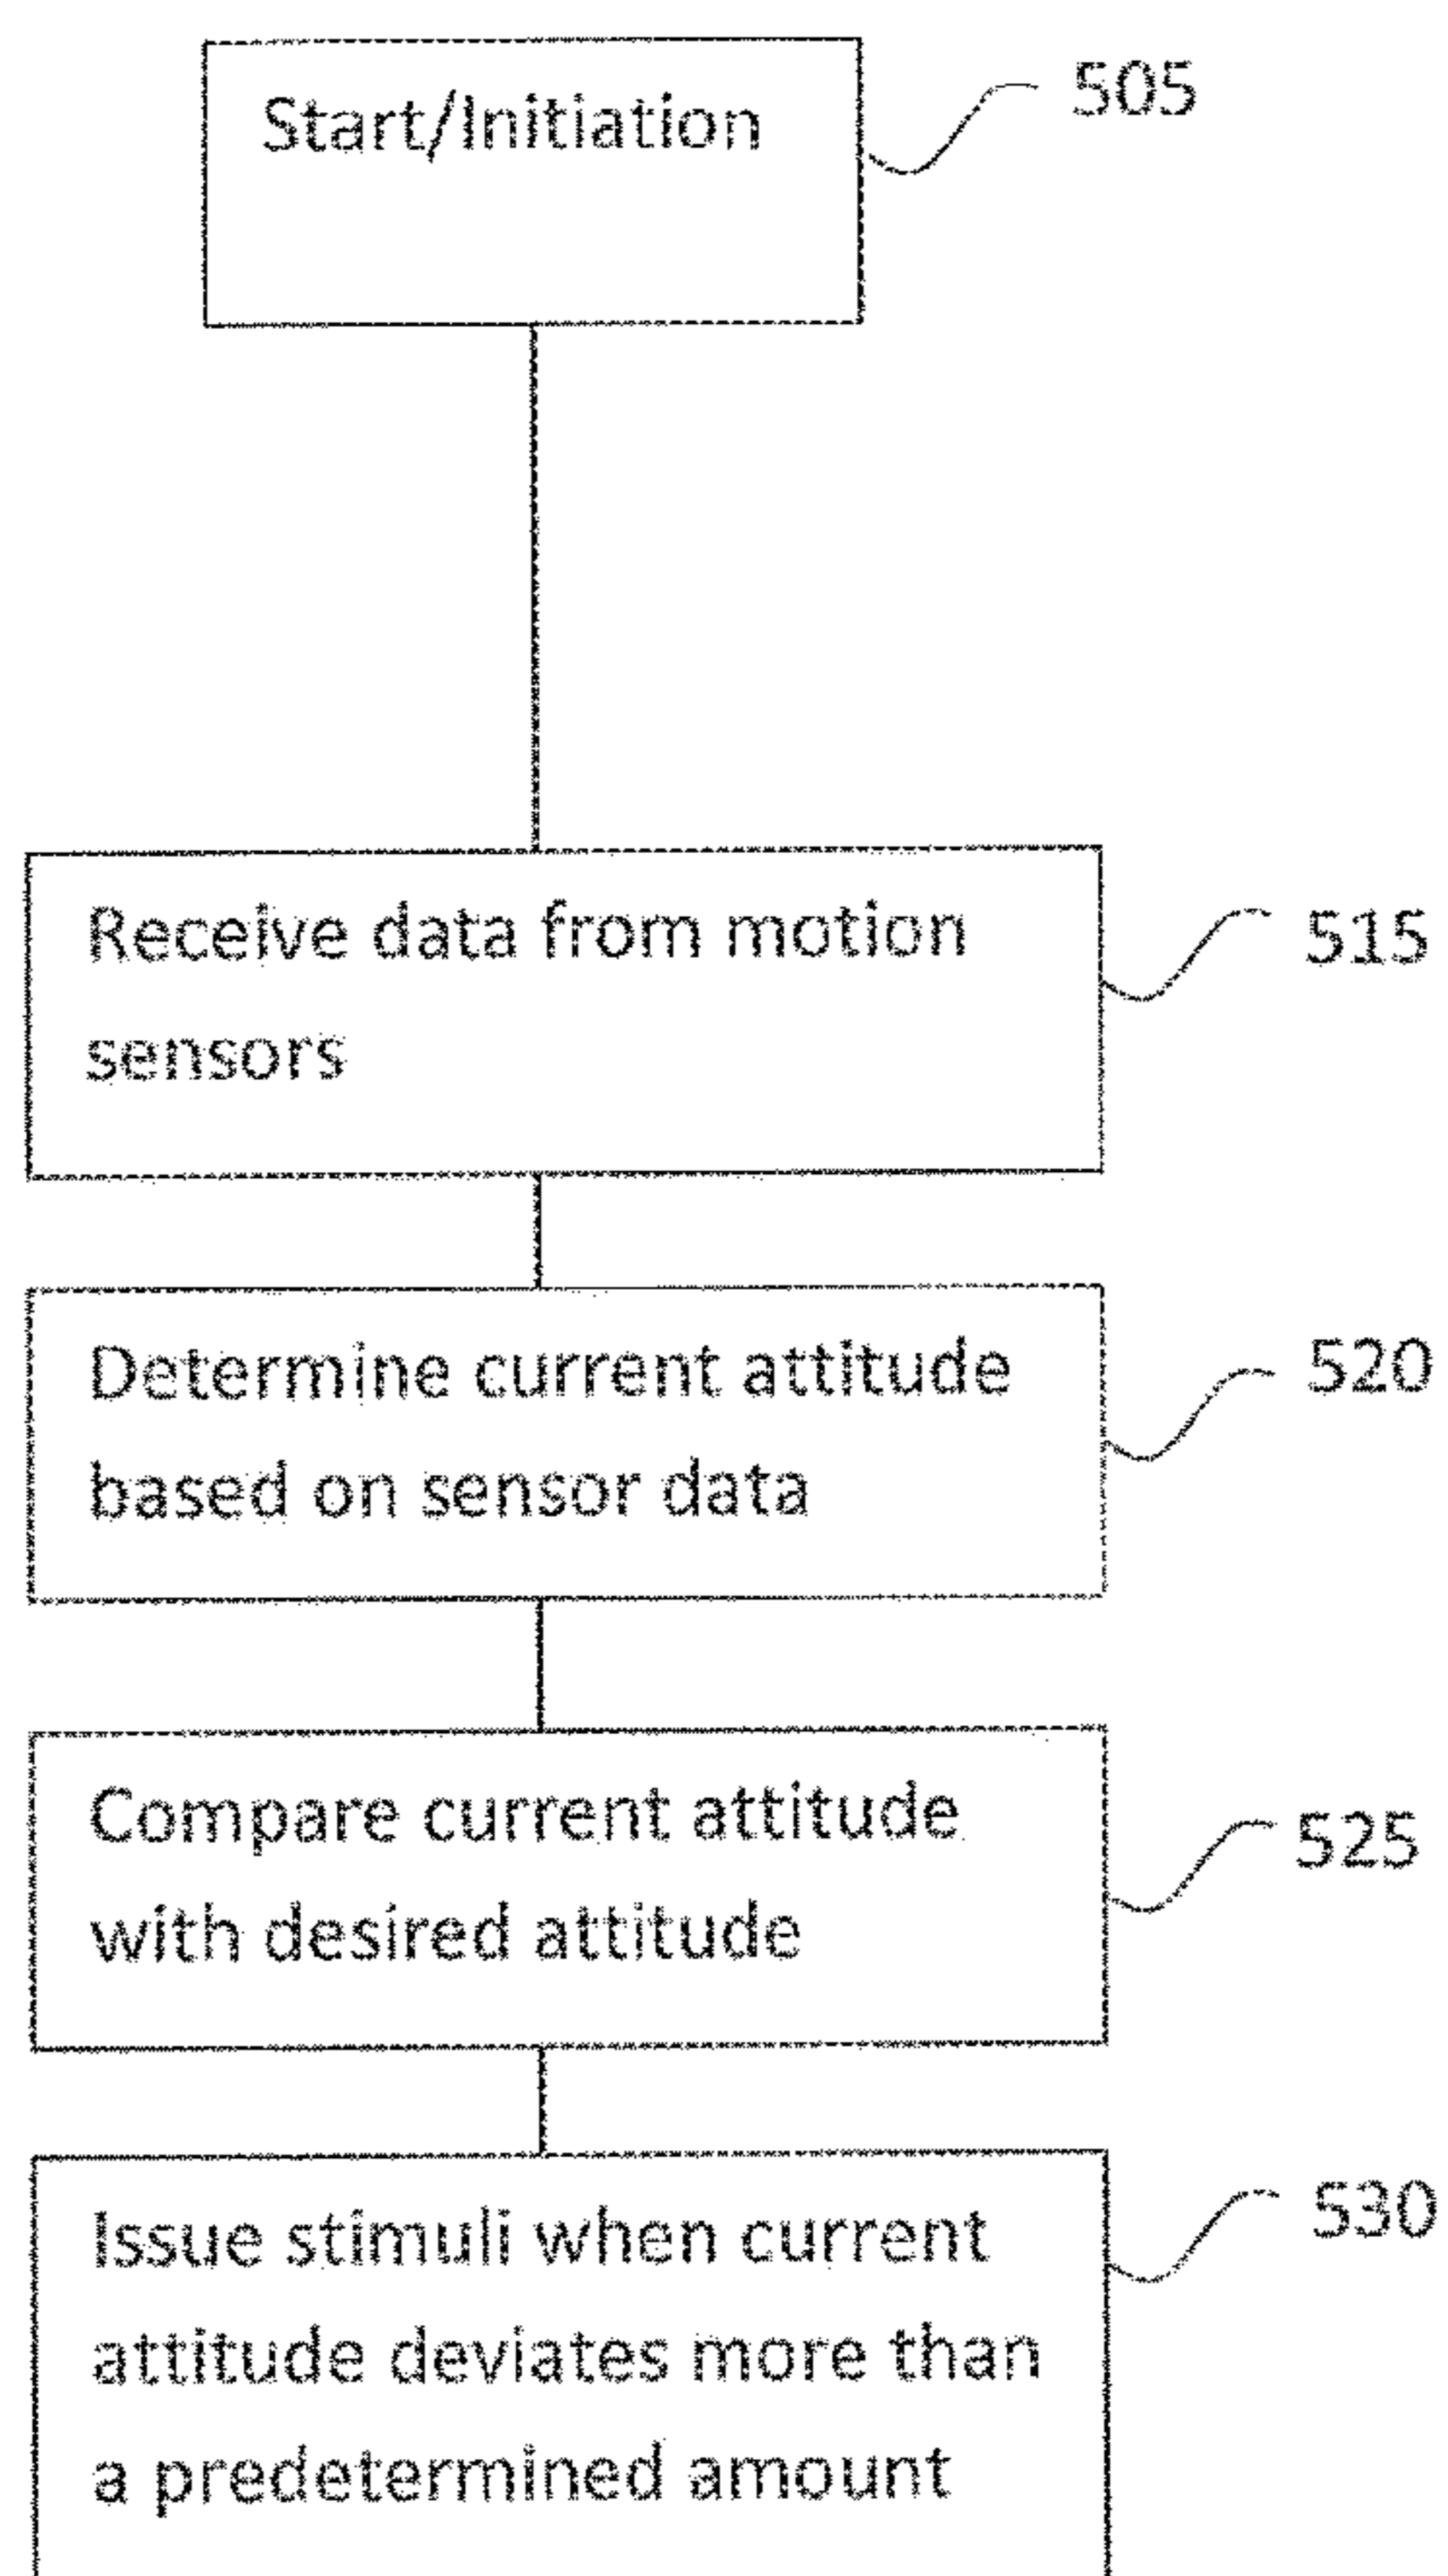 Start/Initiation
505
Receive data from motion
sensors
515
Determine current attitude
based on sensor data
520
Compare current attitude
with desired attitude
525
Issue stimuli when current
attitude deviates more than
a predetermined amount
530